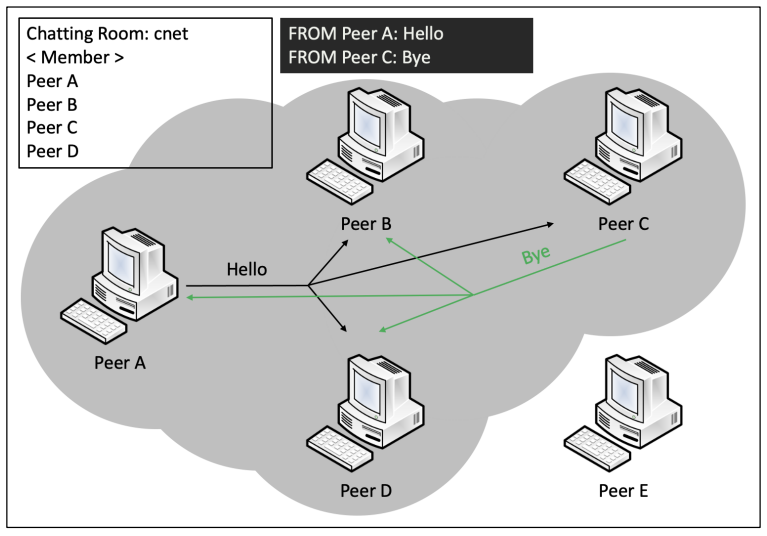 Chatting Room: cnet
< Member >
Peer A
Peer B
Peer C
Peer D
FROM Peer A: Hello
FROM Peer C: Bye
Peer B
Peer C
Hello
Bye
Peer A
Peer D
Peer E